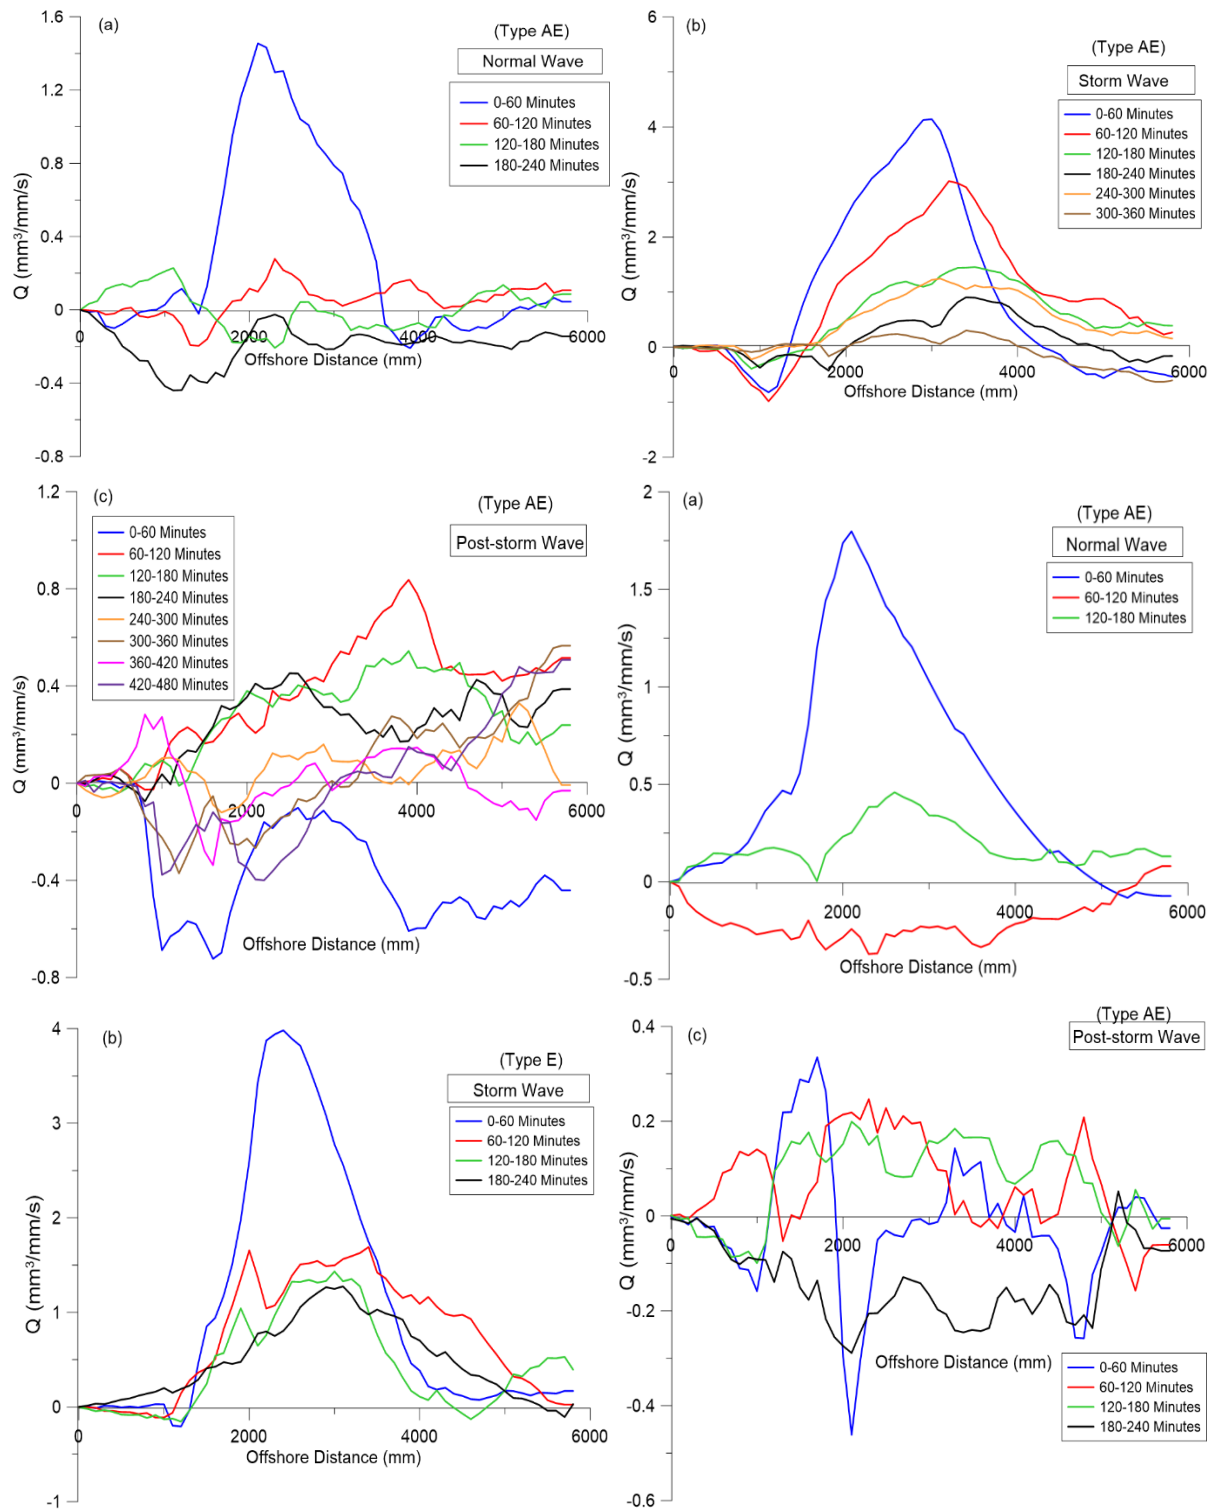 (a)
(Type AE)
Normal Wave
0-60 Minutes
60-120 Minutes
120-180 Minutes
180-240 Minutes
1.6
1.2
0.8
0.4
0
-0.4
-0.8
2000
4000
6000
Offshore Distance (mm)
Q (mm³/mm/s)
(b)
(Type AE)
Storm Wave
0-60 Minutes
60-120 Minutes
120-180 Minutes
180-240 Minutes
240-300 Minutes
300-360 Minutes
6
4
2
0
-2
0
2000
4000
6000
Offshore Distance (mm)
Q (mm³/mm/s)
(c)
(Type AE)
Post-storm Wave
0-60 Minutes
60-120 Minutes
120-180 Minutes
180-240 Minutes
240-300 Minutes
300-360 Minutes
360-420 Minutes
420-480 Minutes
1.2
0.8
0.4
0
-0.4
-0.8
0
2000
4000
6000
Offshore Distance (mm)
Q (mm³/mm/s)
(a)
(Type AE)
Normal Wave
0-60 Minutes
60-120 Minutes
120-180 Minutes
2
1.5
1
0.5
0
-0.5
0
2000
4000
6000
Offshore Distance (mm)
Q (mm³/mm/s)
(b)
(Type E)
Storm Wave
0-60 Minutes
60-120 Minutes
120-180 Minutes
180-240 Minutes
4
3
2
1
0
-1
0
2000
4000
6000
Offshore Distance (mm)
Q (mm³/mm/s)
(c)
(Type AE)
Post-storm Wave
0.4
0.2
0
-0.2
-0.4
-0.6
0
2000
4000
6000
Offshore Distance (mm)
Q (mm³/mm/s)
0-60 Minutes
60-120 Minutes
120-180 Minutes
180-240 Minutes